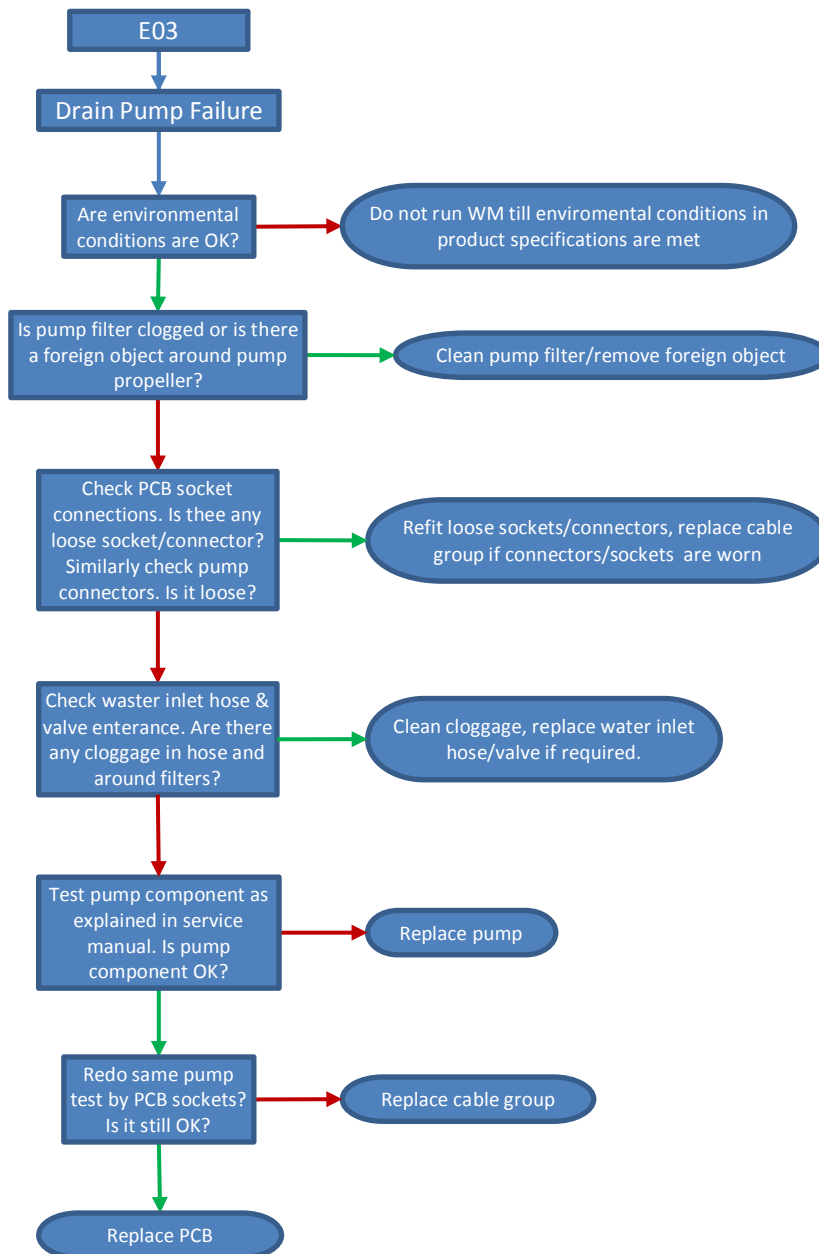 E03
Drain Pump Failure
Are environmental
conditions are OK?
Do not run WM till enviromental conditions in
product specifications are met
Is pump filter clogged or is there
a foreign object around pump
propeller?
Clean pump filter/remove foreign object
Check PCB socket
connections. Is thee any
loose socket/connector?
Similarly check pump
connectors. Is it loose?
Refit loose sockets/connectors, replace cable
group if connectors/sockets are worn
Check waster inlet hose &
valve enterance. Are there
any cloggage in hose and
around filters?
Clean cloggage, replace water inlet
hose/valve if required.
Test pump component as
explained in service
manual. Is pump
component OK?
Replace pump
Redo same pump
test by PCB sockets?
Is it still OK?
Replace cable group
Replace PCB